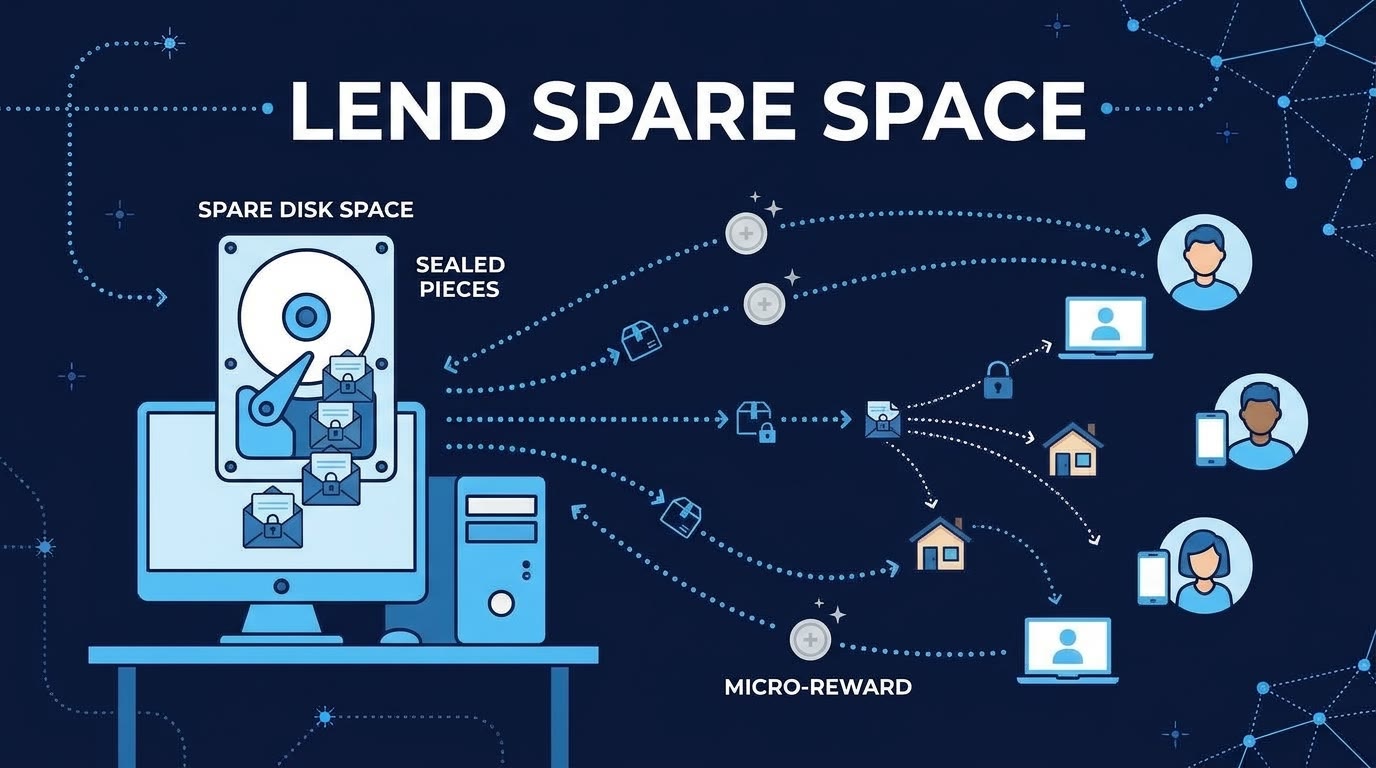 LEND SPARE SPACE
SPARE DISK SPACE
SEALED
PIECES
MICRO-REWARD